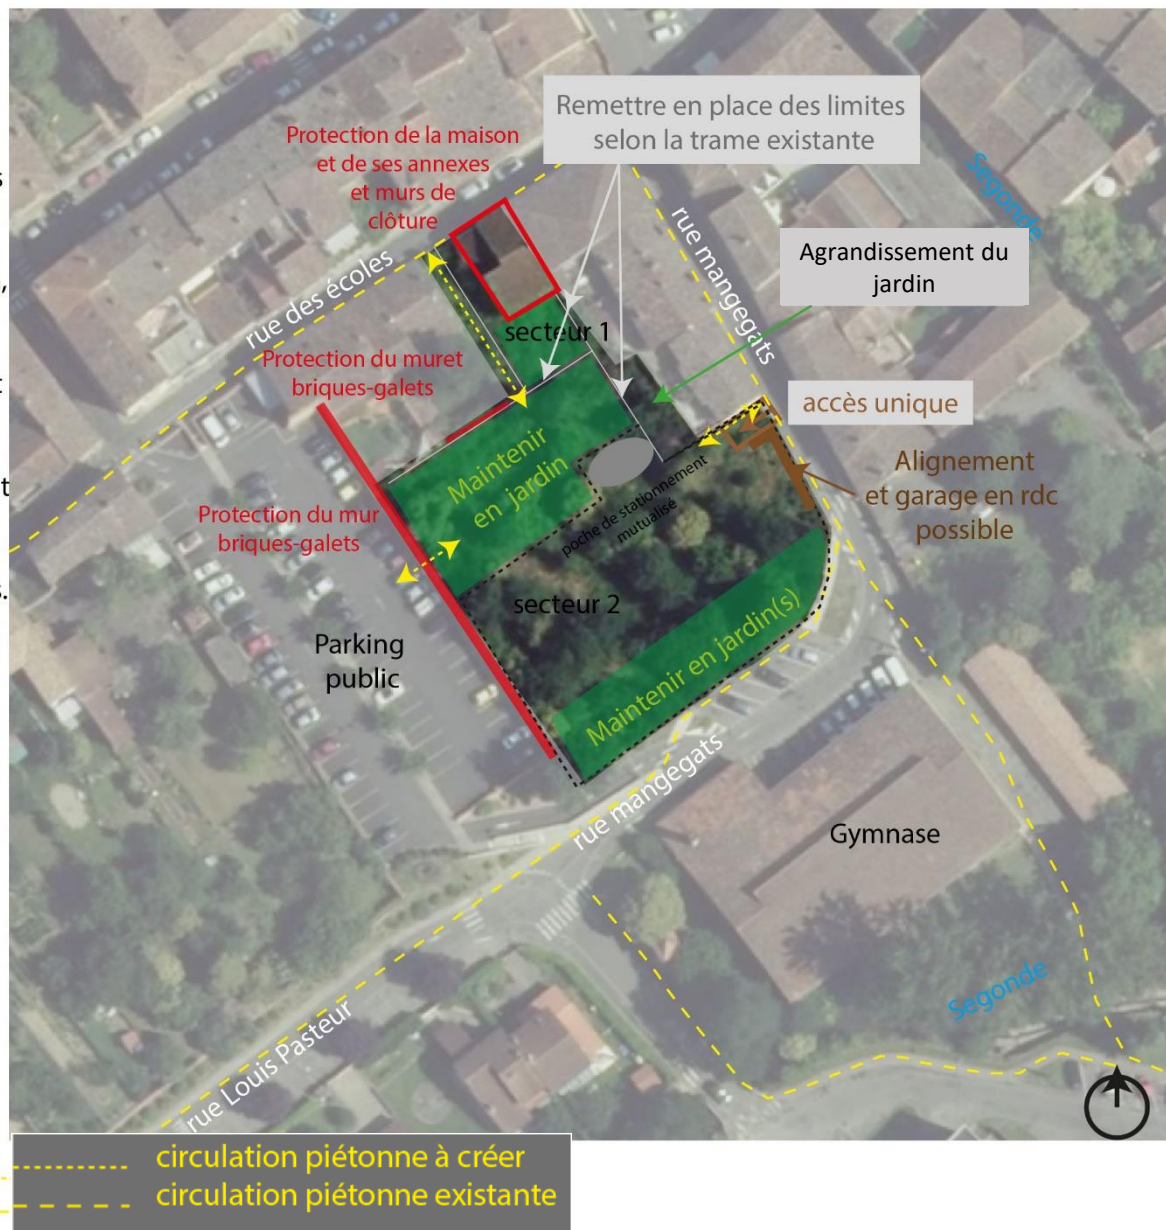 Remettre en place des limites
selon la trame existante
Protection de la maison
et de ses annexes
et murs de
clôture
Segonde
rue mangegats
Agrandissement du
jardin
rue des écoles
secteur 1
Protection du muret
briques-galets
accès unique
Maintenir
en jardin
Alignement
et garage en rdc
possible
poche de stationnement
mutualisé
Protection du mur
briques-galets
secteur 2
Maintenir en jardin(s)
Parking
public
rue mangegats
Gymnase
Segonde
rue Louis Pasteur
circulation piétonne à créer
circulation piétonne existante